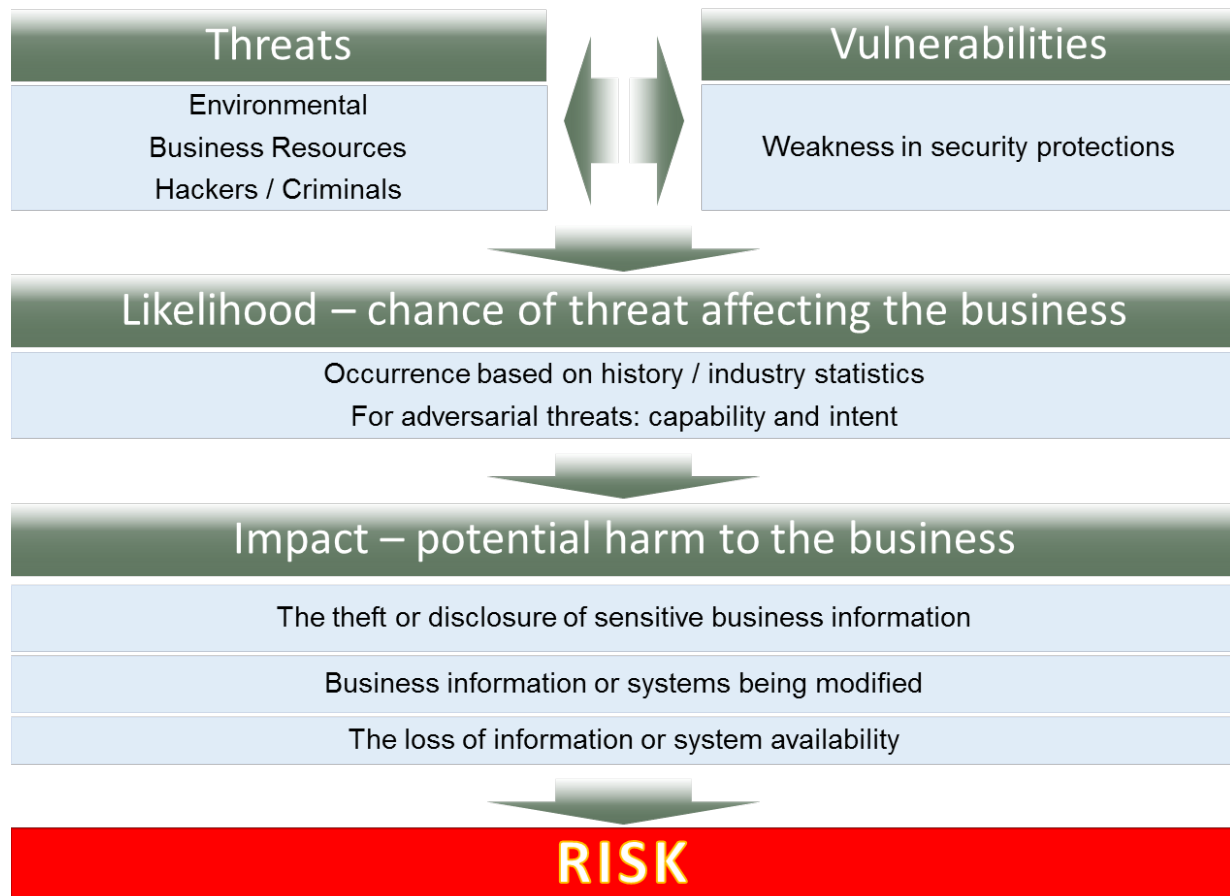 Threats
Environmental
Business Resources
Hackers / Criminals
Vulnerabilities
Weakness in security protections
Likelihood – chance of threat affecting the business
Occurrence based on history / industry statistics
For adversarial threats: capability and intent
Impact – potential harm to the business
The theft or disclosure of sensitive business information
Business information or systems being modified
The loss of information or system availability
RISK